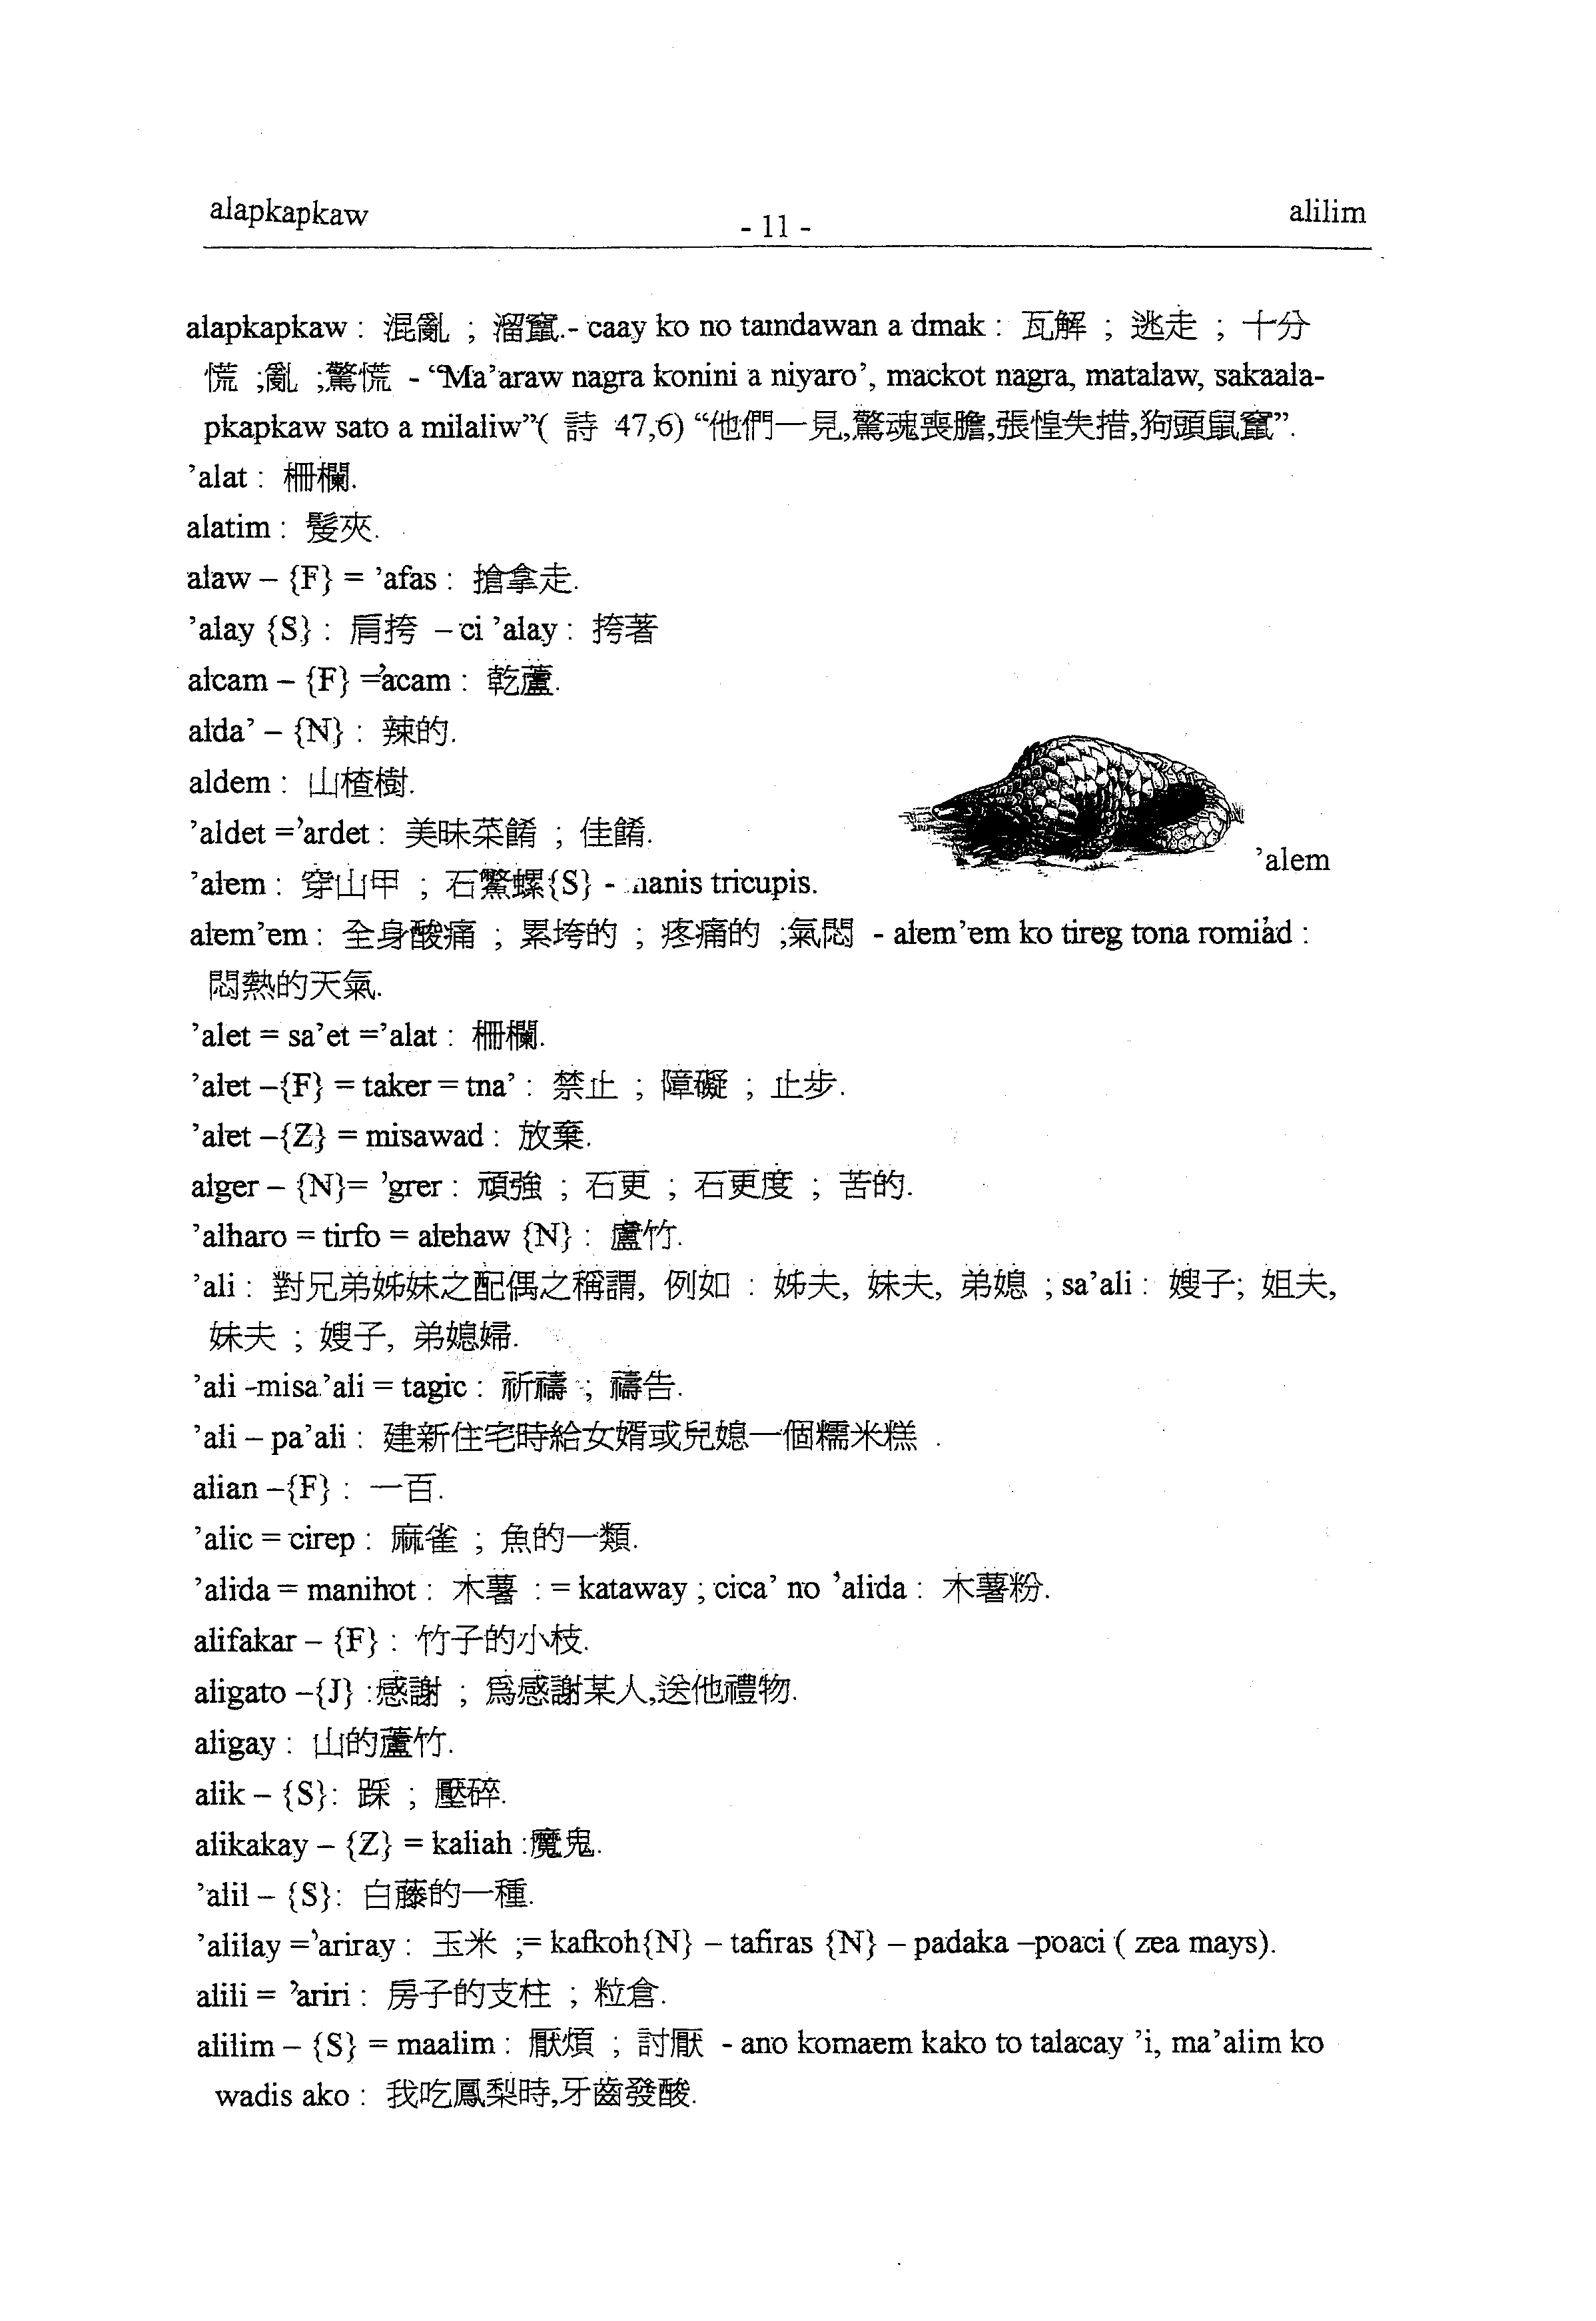 alapkapkaw
- 11 -
alilim
alapkapkaw : 混亂 ; 溜竄.- caay ko no tamdawan a dmak : 瓦解 ; 逃走 ; 十分
慌 ;亂 ;驚慌 - “Ma’araw nagra konini a niyaro’, mackot nagra, matalaw, sakaala-
pkapkaw sato a milaliw”( 詩 47,6) “他們一見,驚魂喪膽,張惶失措,狗頭鼠竄”.
’alat : 柵欄.
alatim : 髮夾.
alaw – {F} = ’afas : 搶拿走.
’alay {S} : 肩挎 – ci ’alay : 挎著
alcam – {F} =’acam : 乾蘆.
alda’ – {N} : 辣的.
aldem : 山楂樹.
’aldet =’ardet : 美味菜餚 ; 佳餚.
’alem
’alem : 穿山甲 ; 石鱉螺{S} - anis tricupis.
alem’em : 全身酸痛 ; 累垮的 ; 疼痛的 ;氣悶 - alem’em ko tireg tona romi’ad :
悶熱的天氣.
’alet = sa’et =’alat : 柵欄.
’alet –{F} = taker = tna’ : 禁止 ; 障礙 ; 止步.
’alet –{Z} = misawad : 放棄.
alger – {N}= ’grer : 頑強 ; 石更 ; 石更度 ; 苦的.
’alharo = tirfo = alehaw {N} : 蘆竹.
’ali : 對兄弟姊妹之配偶之稱謂, 例如 : 姊夫, 妹夫, 弟媳 ; sa’ali : 嫂子; 姐夫,
妹夫 ; 嫂子, 弟媳婦.
’ali -misa’ali = tagic : 祈禱 ; 禱告.
’ali – pa’ali : 建新住宅時給女婿或兒媳一個糯米糕 .
alian –{F} : 一百.
’alic = cirep : 麻雀 ; 魚的一類.
’alida = manihot : 木薯 : = kataway ; cica’ no ’alida : 木薯粉.
alifakar – {F} : 竹子的小枝.
aligato –{J} :感謝 ; 爲感謝某人,送他禮物.
aligay : 山的蘆竹.
alik – {S}: 踩 ; 壓碎.
alikakay – {Z} = kaliah :魔鬼.
’alil – {S}: 白藤的一種.
’alilay =’ariray : 玉米 ;= kafkoh{N} – tafiras {N} – padaka –poaci ( zea mays).
alili = ’ariri : 房子的支柱 ; 粒倉.
alilim – {S} = maalim : 厭煩 ; 討厭 - ano komaem kako to talacay ’i, ma’alim ko
wadis ako : 我吃鳳梨時,牙齒發酸.